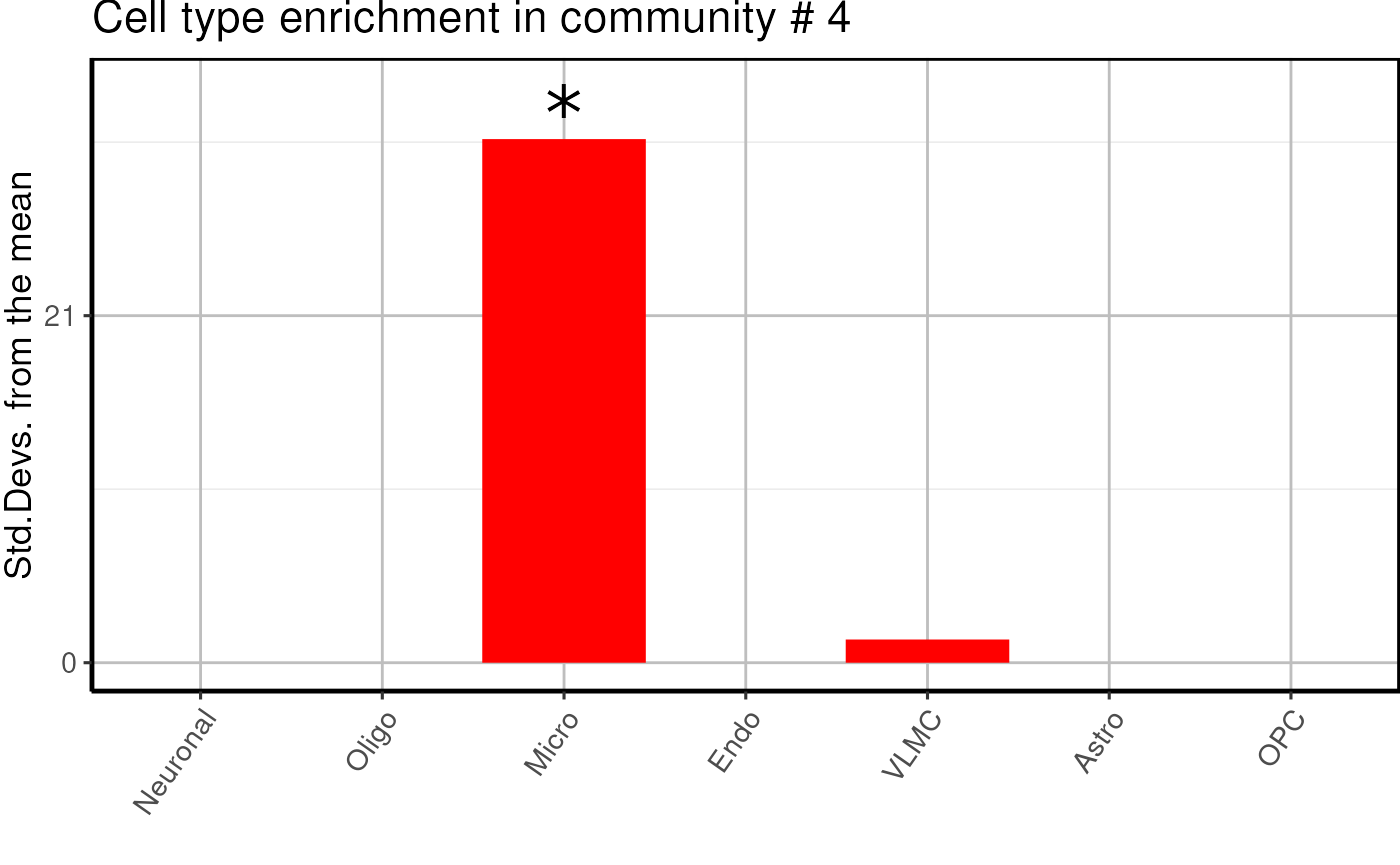 Cell type enrichment in community # 4
*
Std.Devs. from the mean
21
0
Neuronal
Oligo
Micro
Endo
VLMC
Astro
OPC